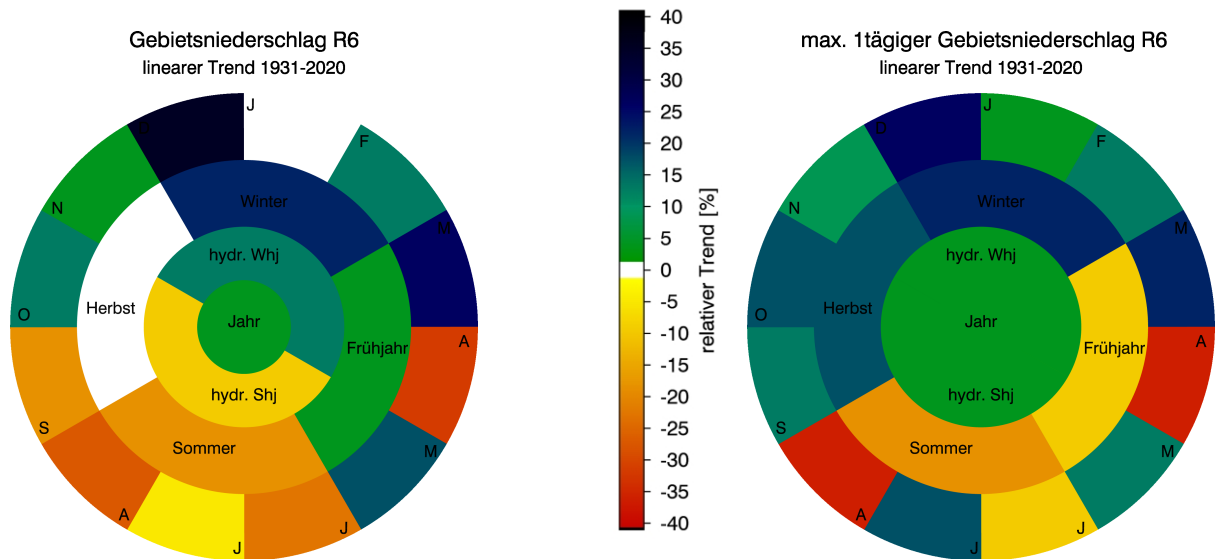 Gebietsniederschlag R6
linearer Trend 1931-2020
J
F
M
A
M
J
J
A
S
O
N
D
Winter
Frühjahr
Sommer
Herbst
hydr. Whj
hydr. Shj
Jahr
40
35
30
25
20
15
10
5
0
-5
-10
-15
-20
-25
-30
-35
-40
relativer Trend [%]
max. 1tägiger Gebietsniederschlag R6
linearer Trend 1931-2020
J
F
M
A
M
J
J
A
S
O
N
D
Winter
Frühjahr
Sommer
Herbst
hydr. Whj
hydr. Shj
Jahr